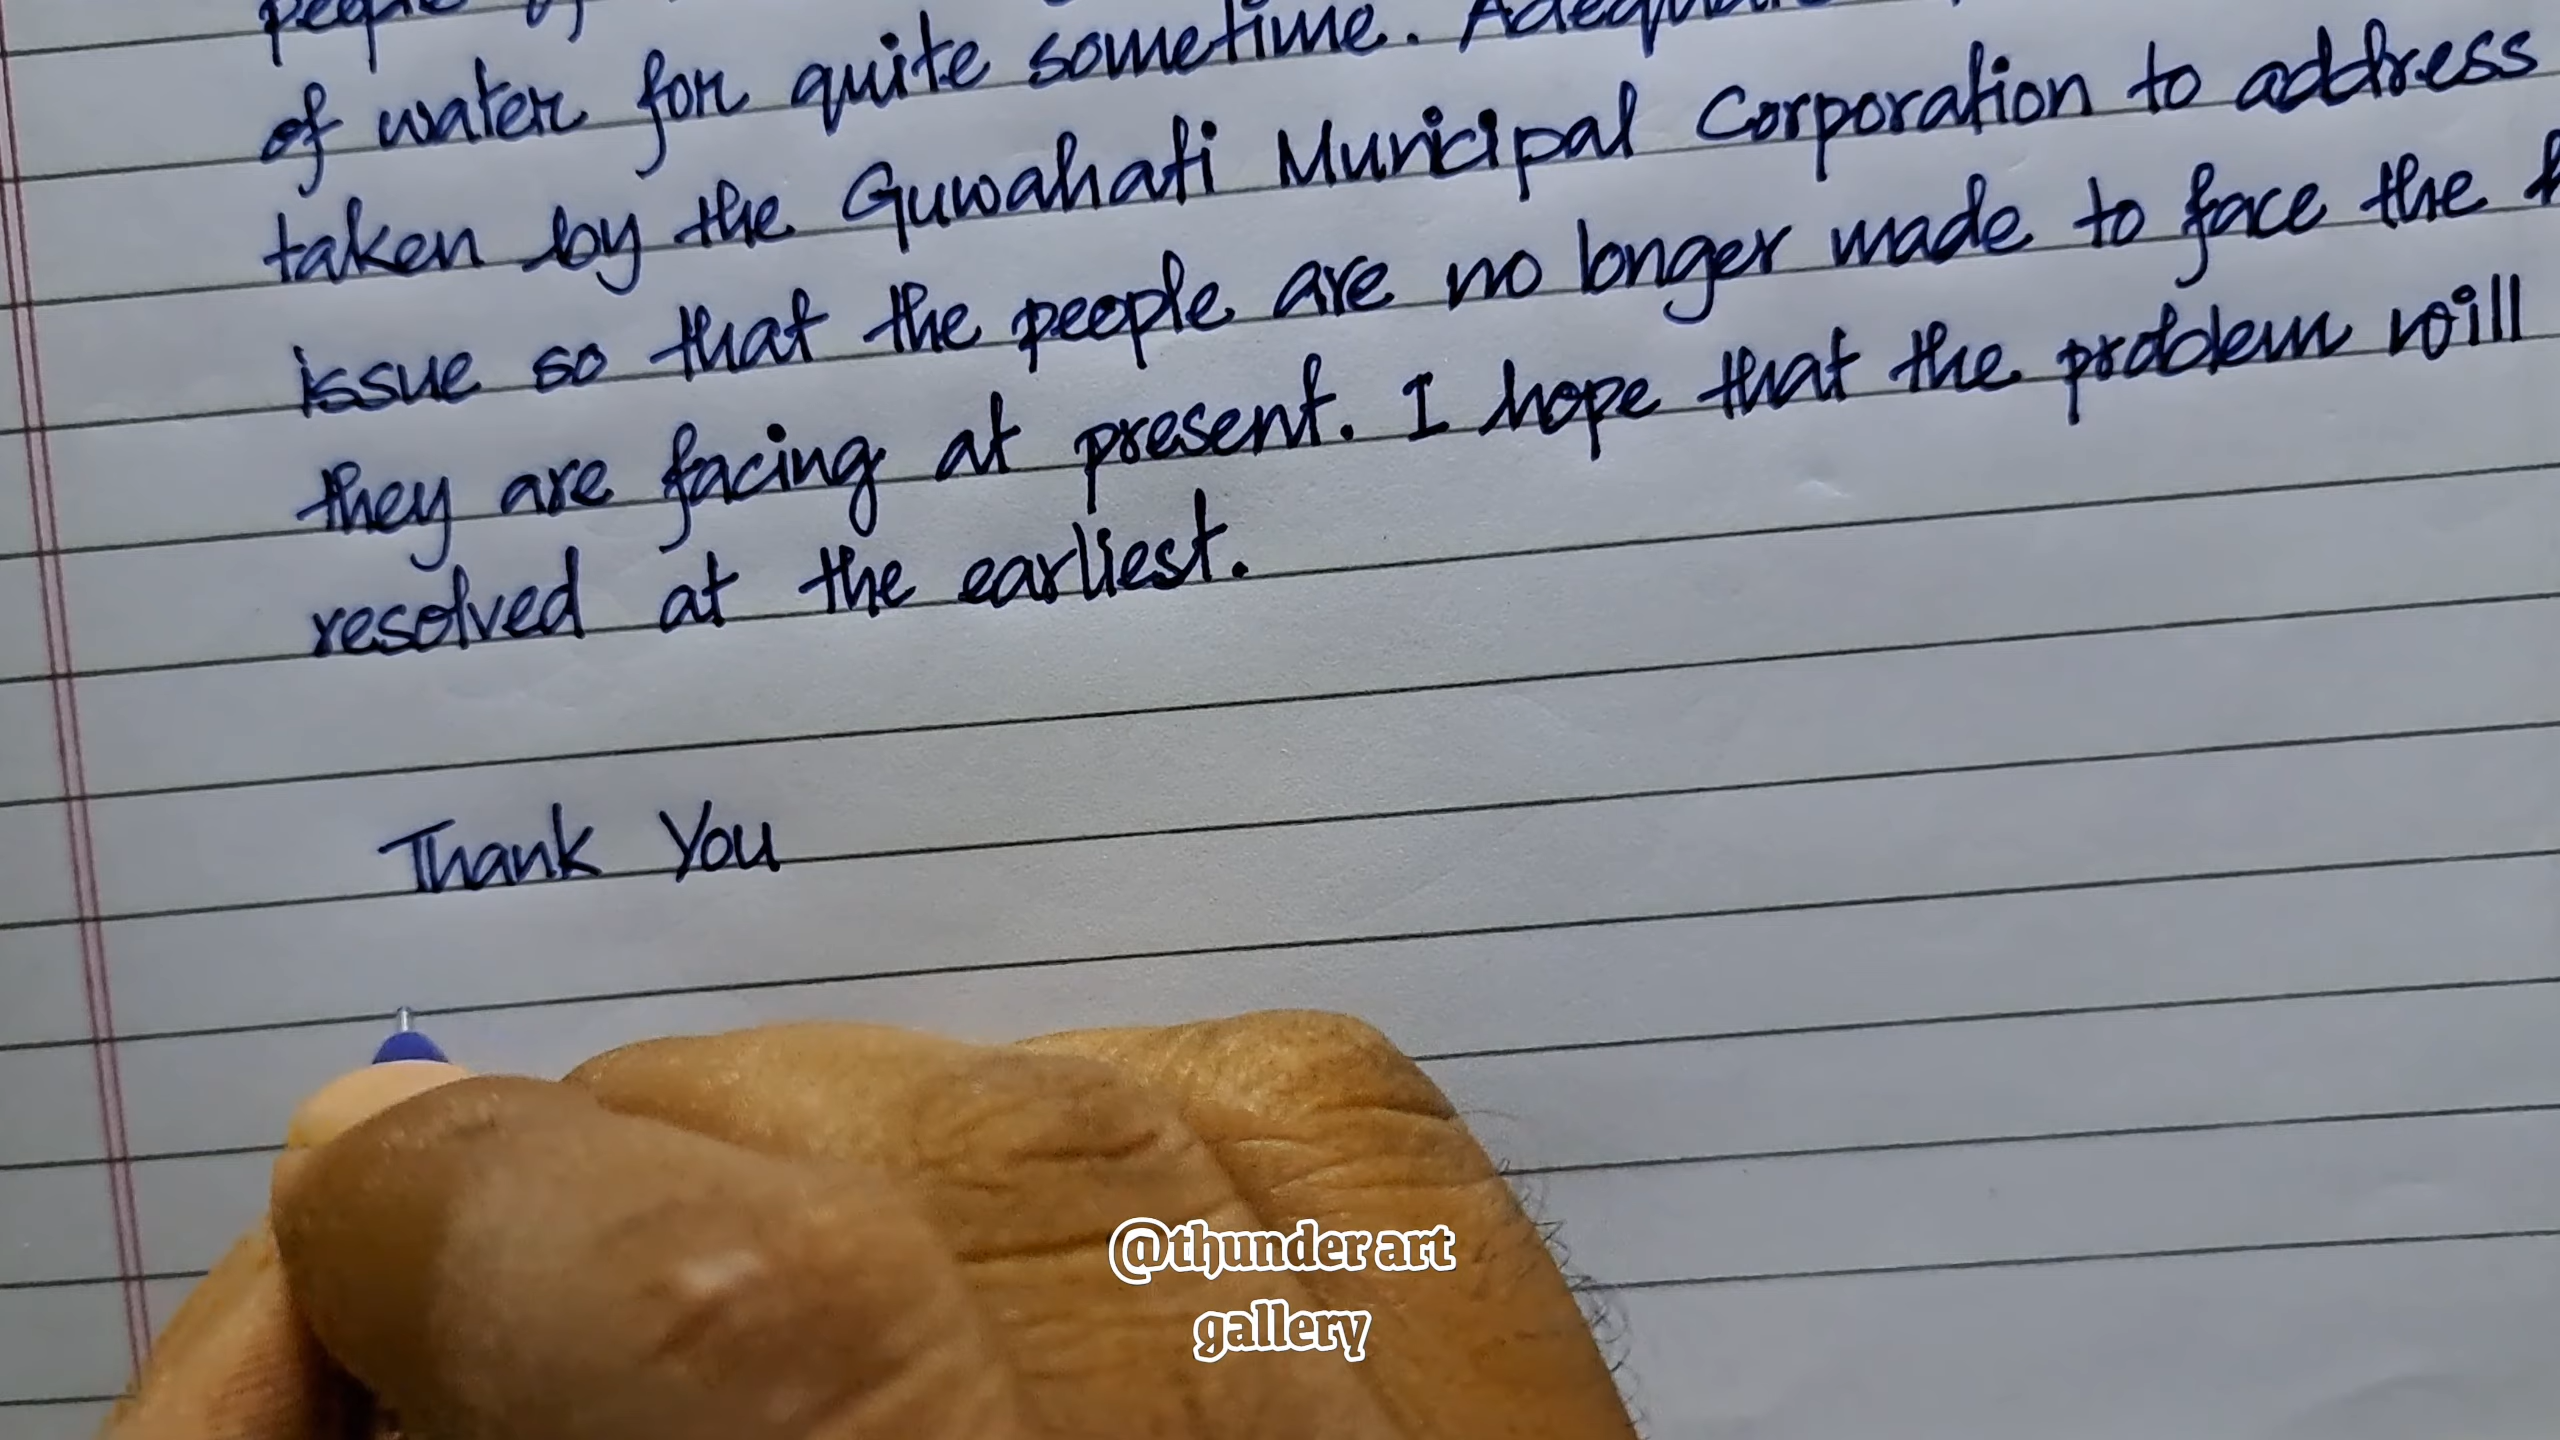 people
of water for quite sometime. Adequate
taken by the Guwahati Municipal Corporation to address
issue so that the people are no longer made to face the
they are facing at present. I hope that the problem will
resolved at the earliest.
Thank You
@thunder art
gallery